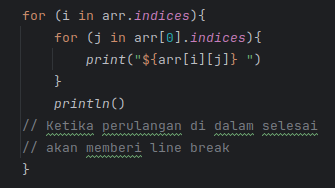 for (i in arr.indices){
    for (j in arr[0].indices){
        print("${arr[i][j]} ")
    }
    println()
// Ketika perulangan di dalam selesai
// akan memberi line break
}